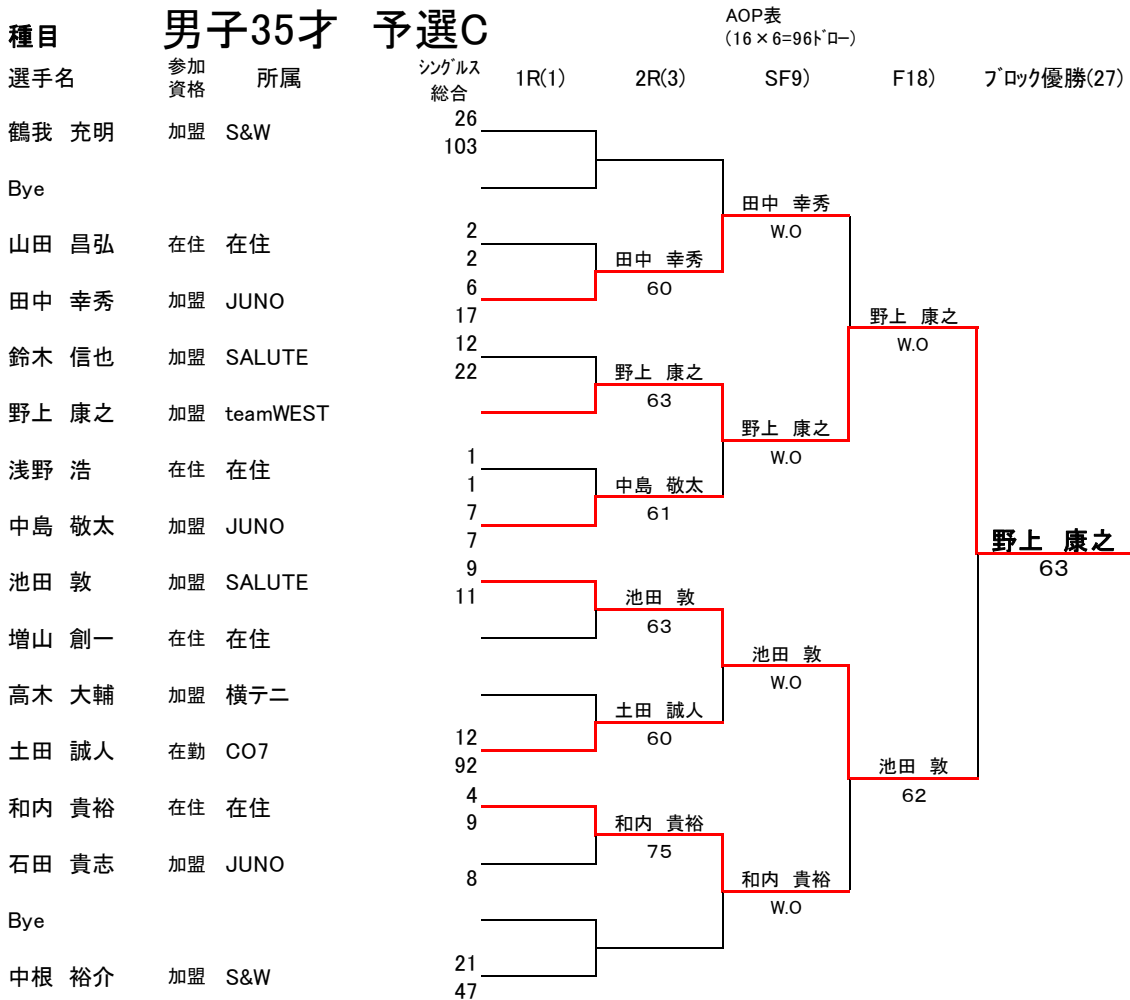 種目 男子35才 予選C
AOP表
(16×6=96ﾄﾞﾛｰ)
選手名 参加資格 所属 ｼﾝｸﾞﾙｽ総合 1R(1) 2R(3) SF9) F18) ﾌﾞﾛｯｸ優勝(27)
鶴我 充明 加盟 S&W 26
103
Bye
田中 幸秀
W.O
山田 昌弘 在住 在住 2
2
田中 幸秀
60
田中 幸秀 加盟 JUNO 6
17
野上 康之
W.O
鈴木 信也 加盟 SALUTE 12
22
野上 康之
63
野上 康之 加盟 teamWEST
野上 康之
W.O
浅野 浩 在住 在住 1
1
中島 敬太
61
中島 敬太 加盟 JUNO 7
7
野上 康之
63
池田 敦 加盟 SALUTE 9
11
池田 敦
63
増山 創一 在住 在住
池田 敦
W.O
高木 大輔 加盟 横テニ
土田 誠人
60
土田 誠人 在勤 CO7 12
92
池田 敦
62
和内 貴裕 在住 在住 4
9
和内 貴裕
75
石田 貴志 加盟 JUNO 8
和内 貴裕
W.O
Bye
中根 裕介 加盟 S&W 21
47